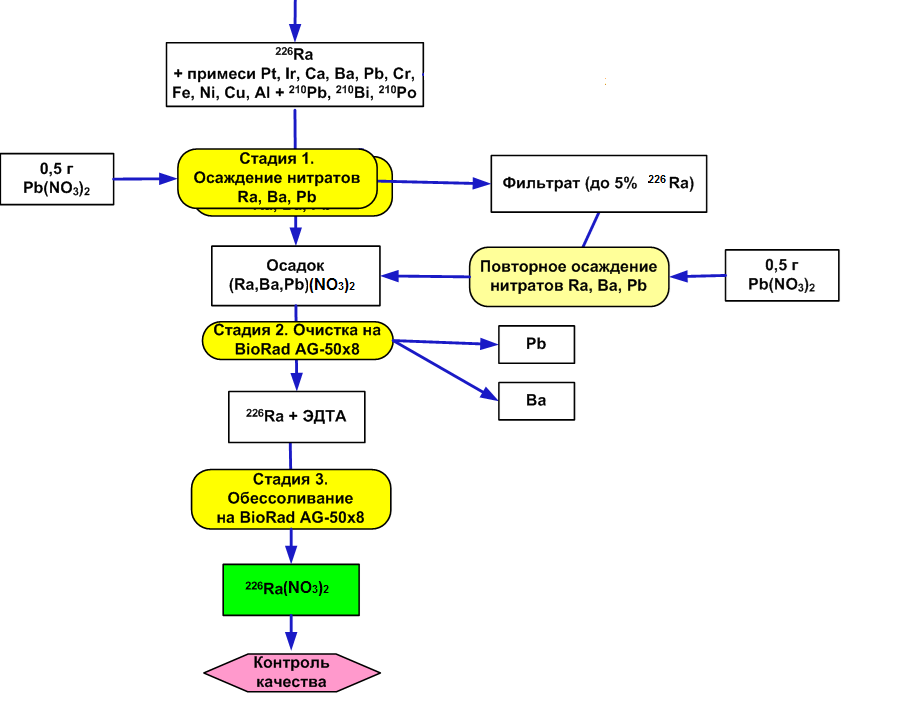 ²²⁶Ra
+ примеси Pt, Ir, Ca, Ba, Pb, Cr,
Fe, Ni, Cu, Al + ²¹⁰Pb, ²¹⁰Bi, ²¹⁰Po
0,5 г
Pb(NO₃)₂
Стадия 1.
Осаждение нитратов
Ra, Ba, Pb
Фильтрат (до 5% ²²⁶Ra)
Осадок
(Ra,Ba,Pb)(NO₃)₂
Повторное осаждение
нитратов Ra, Ba, Pb
0,5 г
Pb(NO₃)₂
Стадия 2. Очистка на
BioRad AG-50x8
Pb
Ba
²²⁶Ra + ЭДТА
Стадия 3.
Обессоливание
на BioRad AG-50x8
²²⁶Ra(NO₃)₂
Контроль
качества